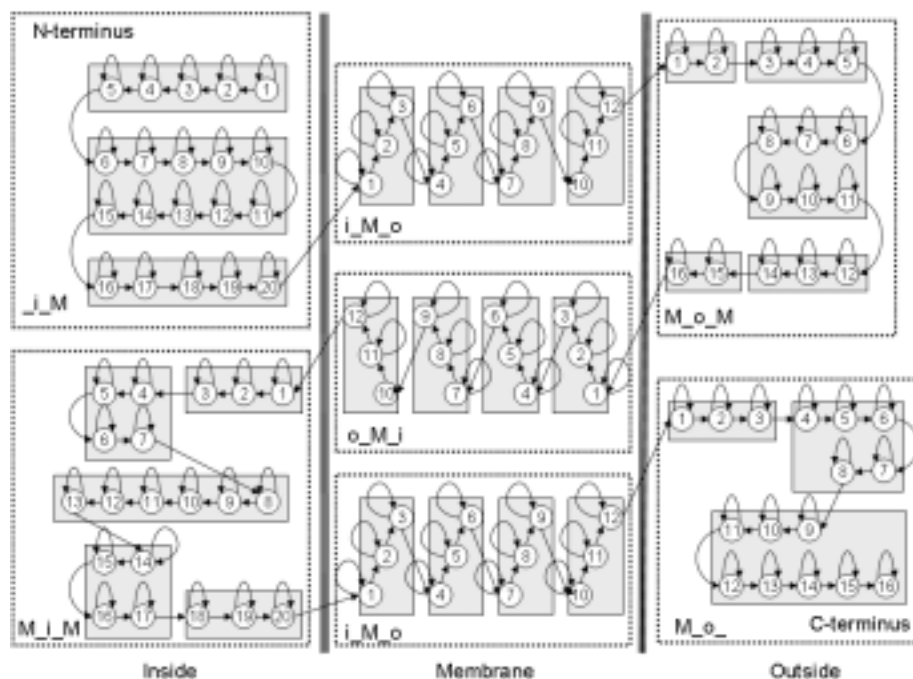 N-terminus
5 4 3 2 1
6 7 8 9 10
15 14 13 12 11
16 17 18 19 20
_i_M
3 6 9 12
2 5 8 11
1 4 7 10
i_M_o
1 2 3 4 5
8 7 6
9 10 11
16 15 14 13 12
M_o_M
5 4 3 2 1
6 7
13 12 11 10 9 8
15 14
16 17 18 19 20
M_i_M
12 9 6 3
11 8 5 2
10 7 4 1
o_M_i
3 6 9 12
2 5 8 11
1 4 7 10
i_M_o
1 2 3 4 5 6
8 7
11 10 9
12 13 14 15 16
M_o_ C-terminus
Inside Membrane Outside